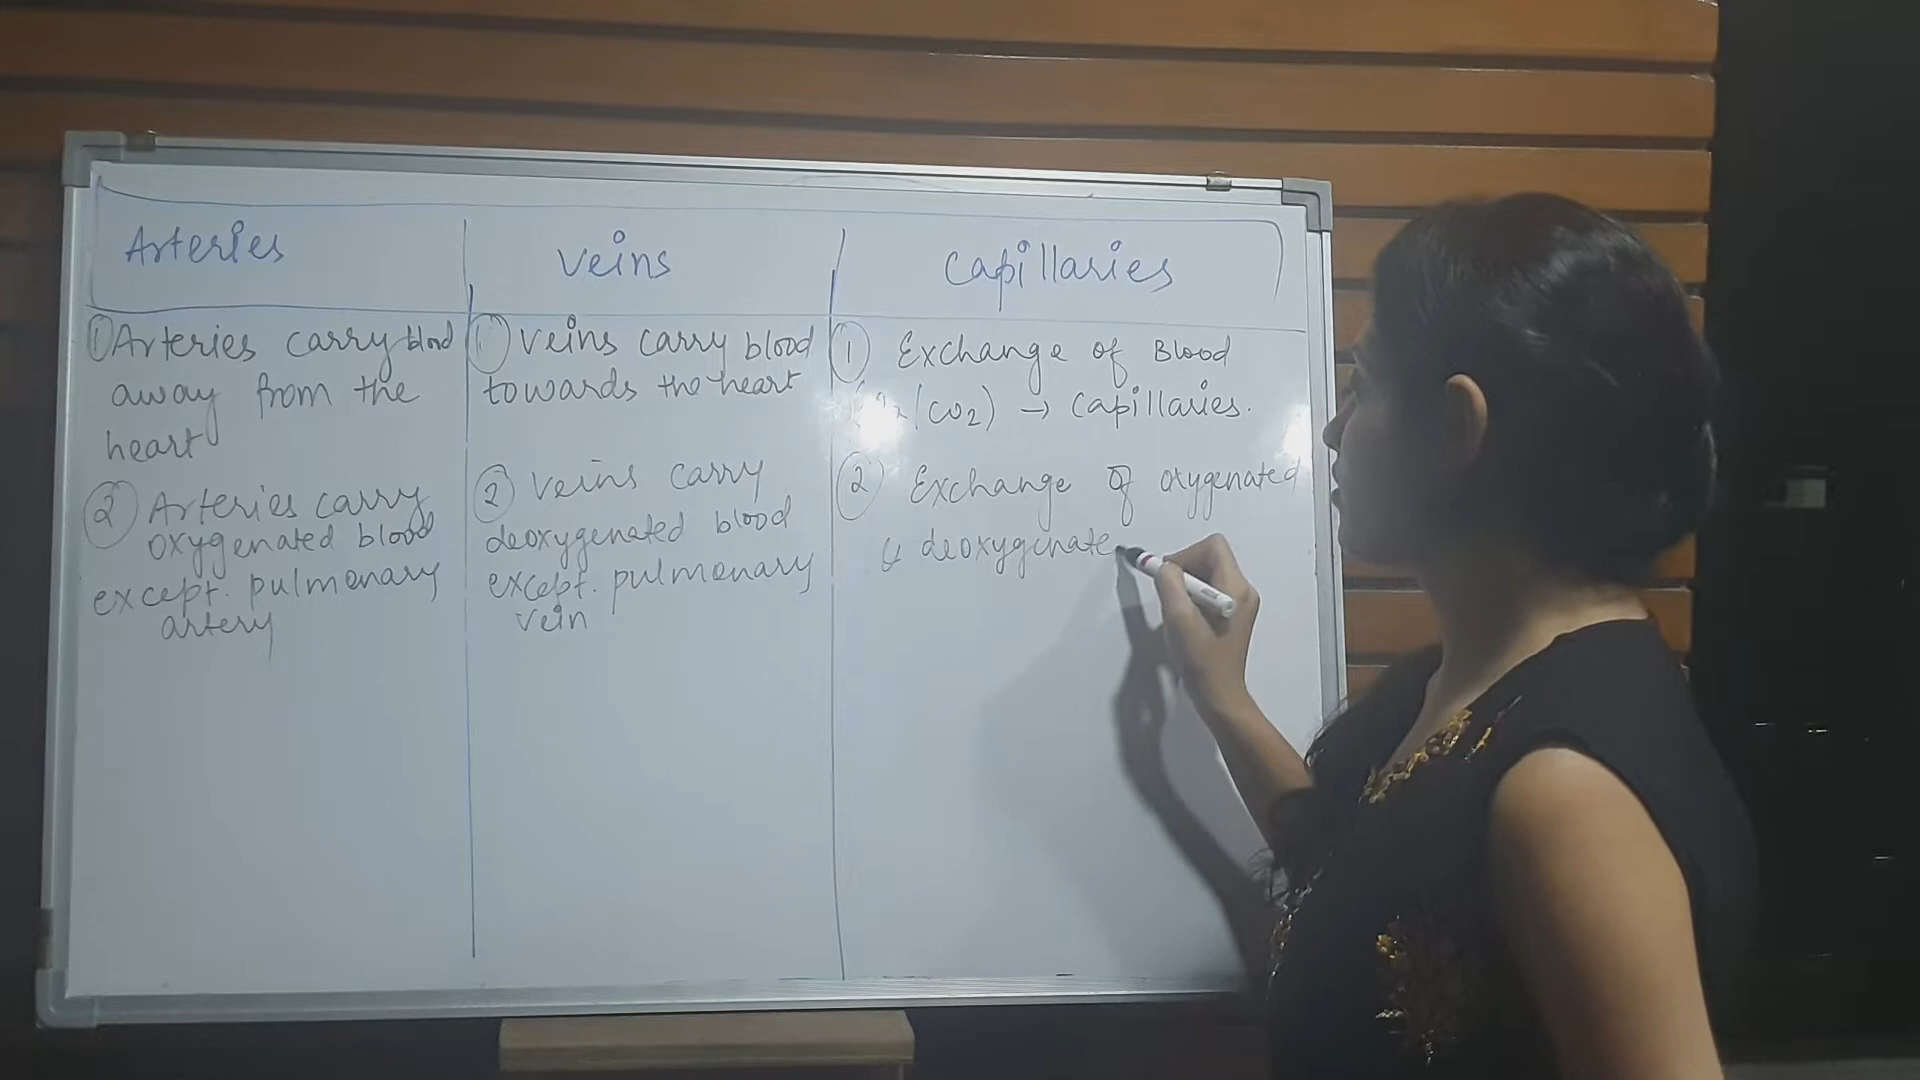 Arteries
① Arteries carry blood
away from the
heart
② Arteries carry
oxygenated blood
except. pulmonary
artery
Veins
① Veins carry blood
towards the heart
② Veins carry
deoxygenated blood
except. pulmonary
vein
Capillaries
① Exchange of Blood
(CO2) → Capillaries.
② Exchange of oxygenated
& deoxygenate